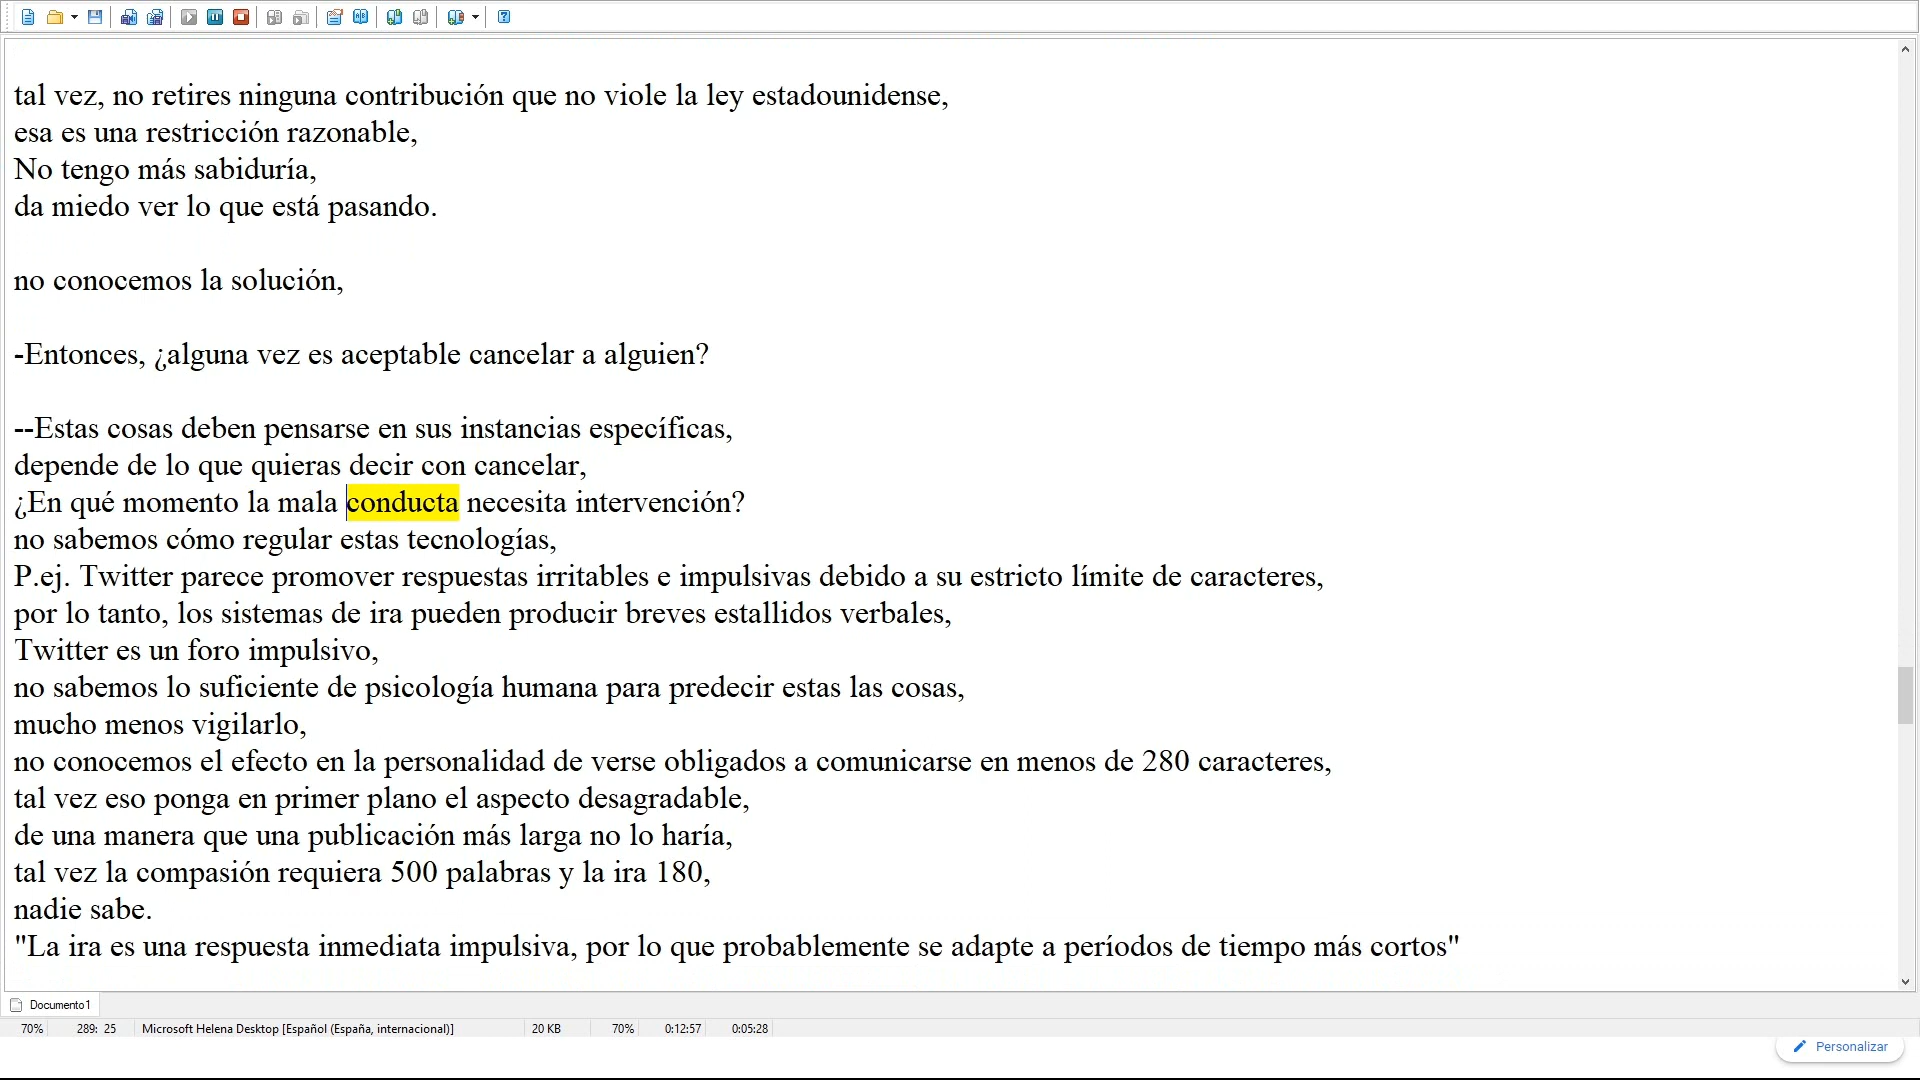 tal vez, no retires ninguna contribución que no viole la ley estadounidense,
esa es una restricción razonable,
No tengo más sabiduría,
da miedo ver lo que está pasando.
no conocemos la solución,
-Entonces, ¿alguna vez es aceptable cancelar a alguien?
--Estas cosas deben pensarse en sus instancias específicas,
depende de lo que quieras decir con cancelar,
¿En qué momento la mala conducta necesita intervención?
no sabemos cómo regular estas tecnologías,
P.ej. Twitter parece promover respuestas irritables e impulsivas debido a su estricto límite de caracteres,
por lo tanto, los sistemas de ira pueden producir breves estallidos verbales,
Twitter es un foro impulsivo,
no sabemos lo suficiente de psicología humana para predecir estas las cosas,
mucho menos vigilarlo,
no conocemos el efecto en la personalidad de verse obligados a comunicarse en menos de 280 caracteres,
tal vez eso ponga en primer plano el aspecto desagradable,
de una manera que una publicación más larga no lo haría,
tal vez la compasión requiera 500 palabras y la ira 180,
nadie sabe.
"La ira es una respuesta inmediata impulsiva, por lo que probablemente se adapte a períodos de tiempo más cortos"
Documento1
70% 289: 25 Microsoft Helena Desktop [Español (España, internacional)] 20 KB 70% 0:12:57 0:05:28
Personalizar